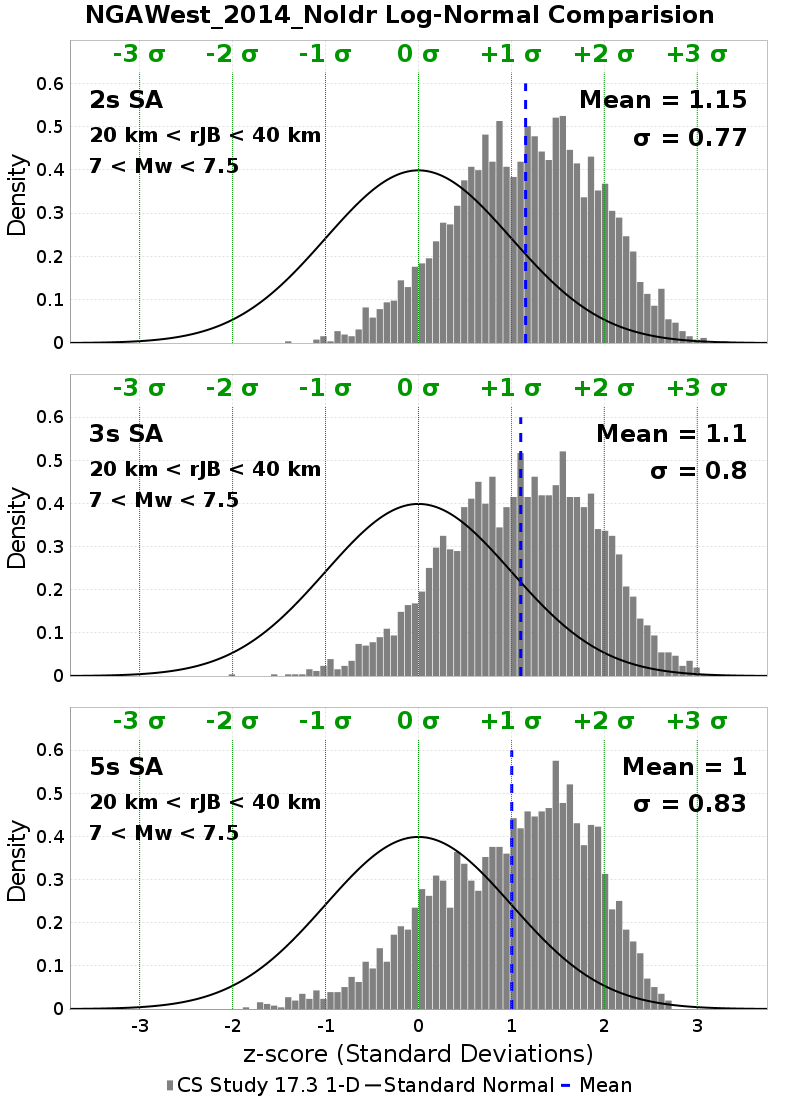 NGAWest_2014_NoIdr Log-Normal Comparision
-3 σ -2 σ -1 σ 0 σ +1 σ +2 σ +3 σ
2s SA
20 km < rJB < 40 km
7 < Mw < 7.5
Mean = 1.15
σ = 0.77
Density
0.6
0.5
0.4
0.3
0.2
0.1
0
-3 σ -2 σ -1 σ 0 σ +1 σ +2 σ +3 σ
3s SA
20 km < rJB < 40 km
7 < Mw < 7.5
Mean = 1.1
σ = 0.8
Density
0.6
0.5
0.4
0.3
0.2
0.1
0
-3 σ -2 σ -1 σ 0 σ +1 σ +2 σ +3 σ
5s SA
20 km < rJB < 40 km
7 < Mw < 7.5
Mean = 1
σ = 0.83
Density
0.6
0.5
0.4
0.3
0.2
0.1
0
-3 -2 -1 0 1 2 3
z-score (Standard Deviations)
CS Study 17.3 1-D Standard Normal Mean